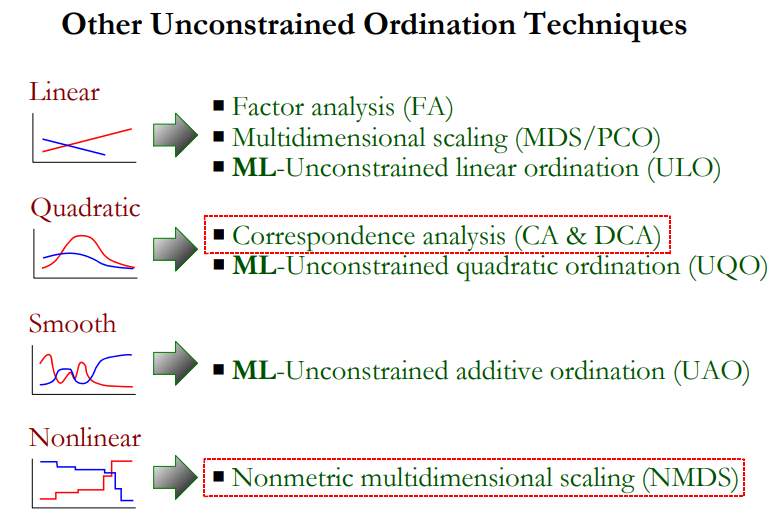 Other Unconstrained Ordination Techniques
Linear
▪ Factor analysis (FA)
▪ Multidimensional scaling (MDS/PCO)
▪ ML-Unconstrained linear ordination (ULO)
Quadratic
▪ Correspondence analysis (CA & DCA)
▪ ML-Unconstrained quadratic ordination (UQO)
Smooth
▪ ML-Unconstrained additive ordination (UAO)
Nonlinear
▪ Nonmetric multidimensional scaling (NMDS)